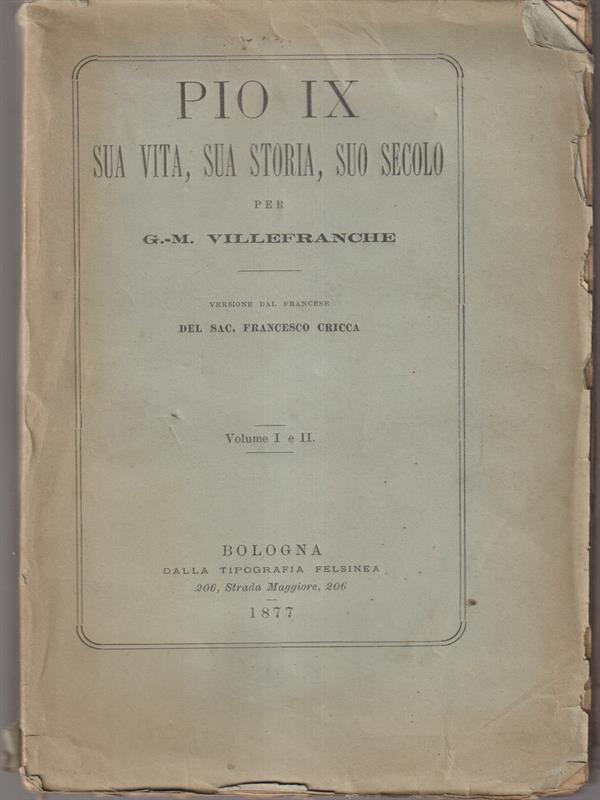 PIO IX
SUA VITA, SUA STORIA, SUO SECOLO
PER
G.-M. VILLEFRANCHE
VERSIONE DAL FRANCESE
DEL SAC. FRANCESCO CRICCA
Volume I e II.
BOLOGNA
DALLA TIPOGRAFIA FELSINEA
206, Strada Maggiore, 206
1877